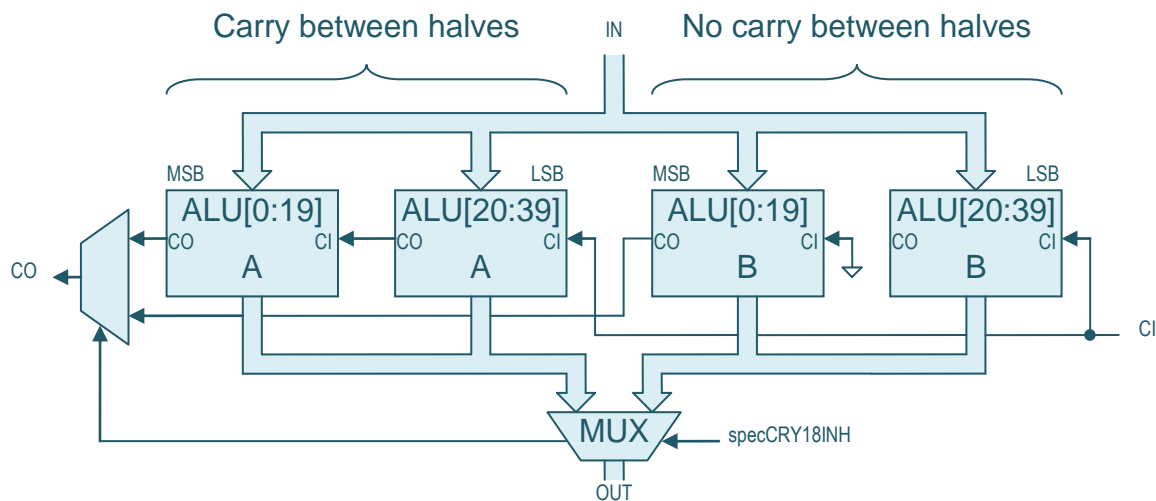 Carry between halves
IN
No carry between halves
MSB
LSB
MSB
LSB
ALU[0:19]
ALU[20:39]
ALU[0:19]
ALU[20:39]
CO
CI
CO
CI
CO
CI
CO
CI
A
A
B
B
CO
CI
MUX
specCRY18INH
OUT